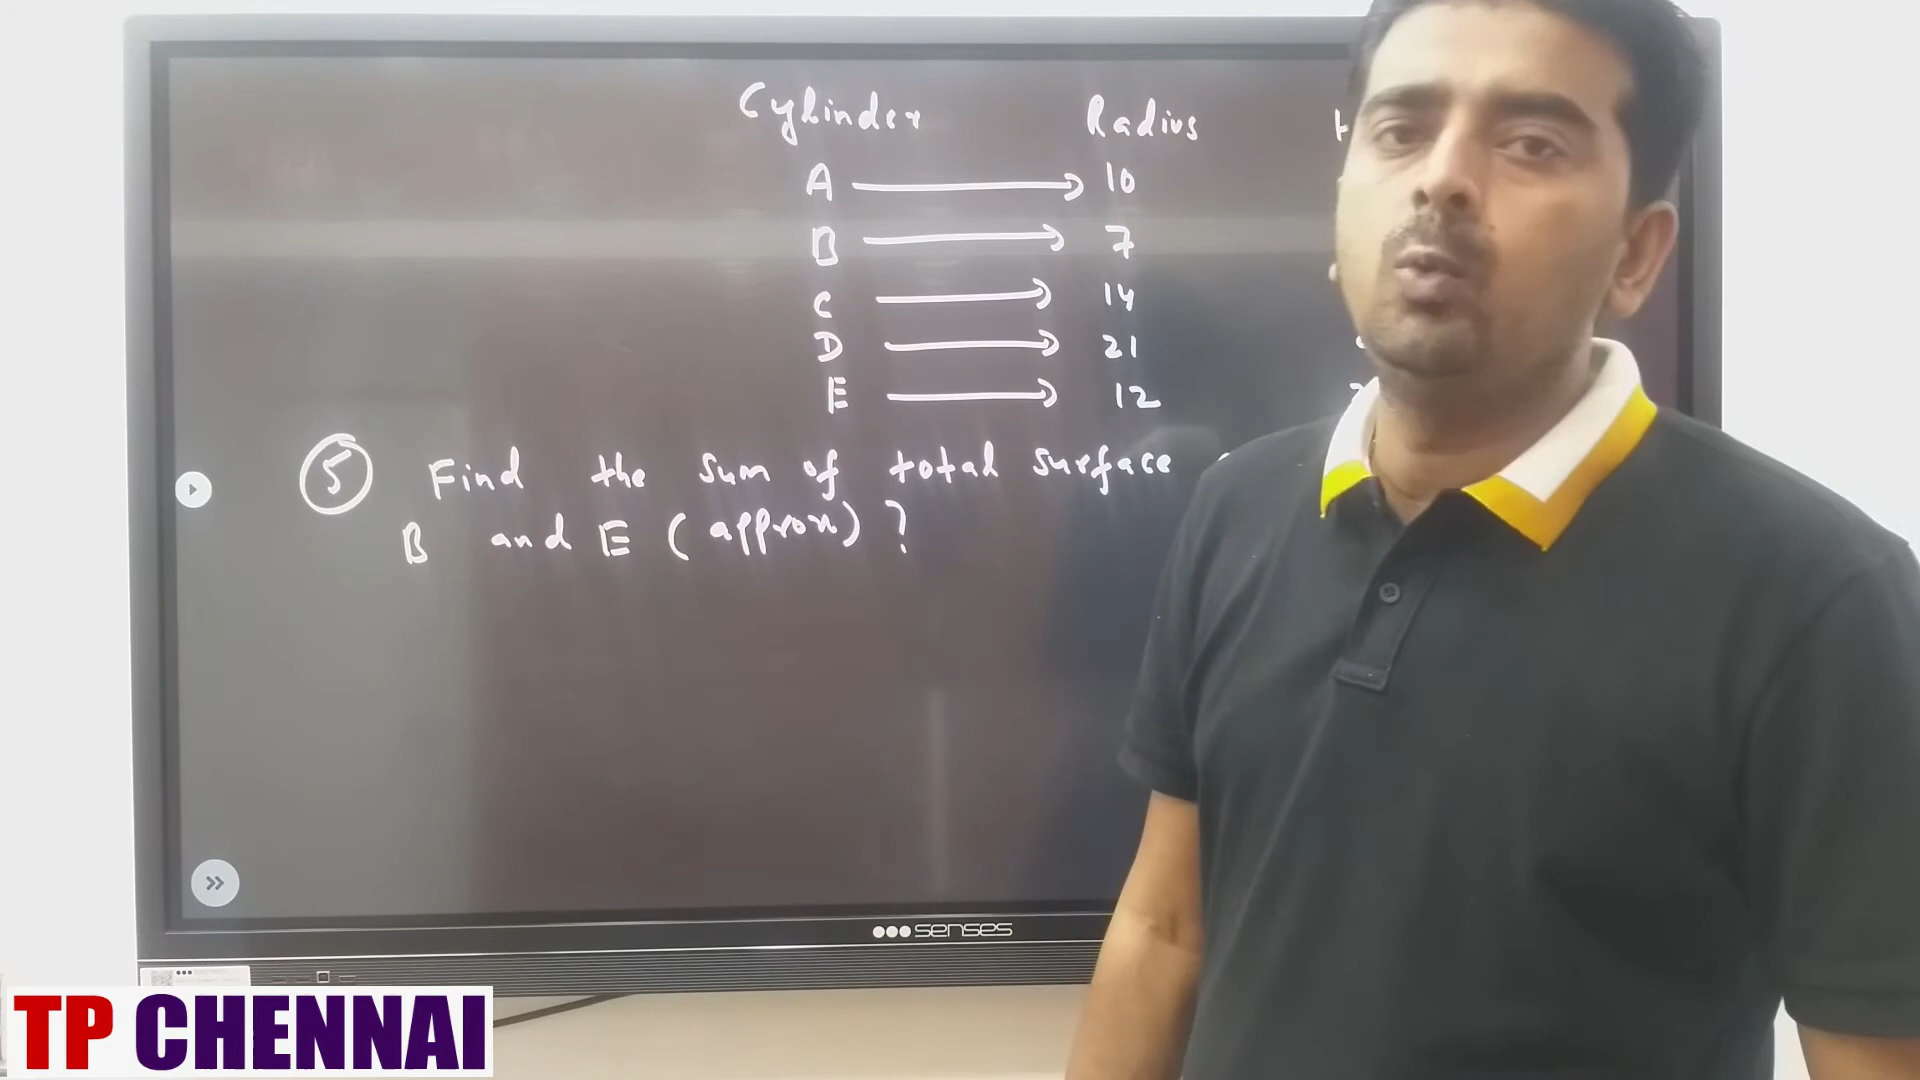 Cylinder Radius
A → 10
B → 7
C → 14
D → 21
E → 12
5 Find the sum of total surface
B and E (approx) ?
senses
TP CHENNAI